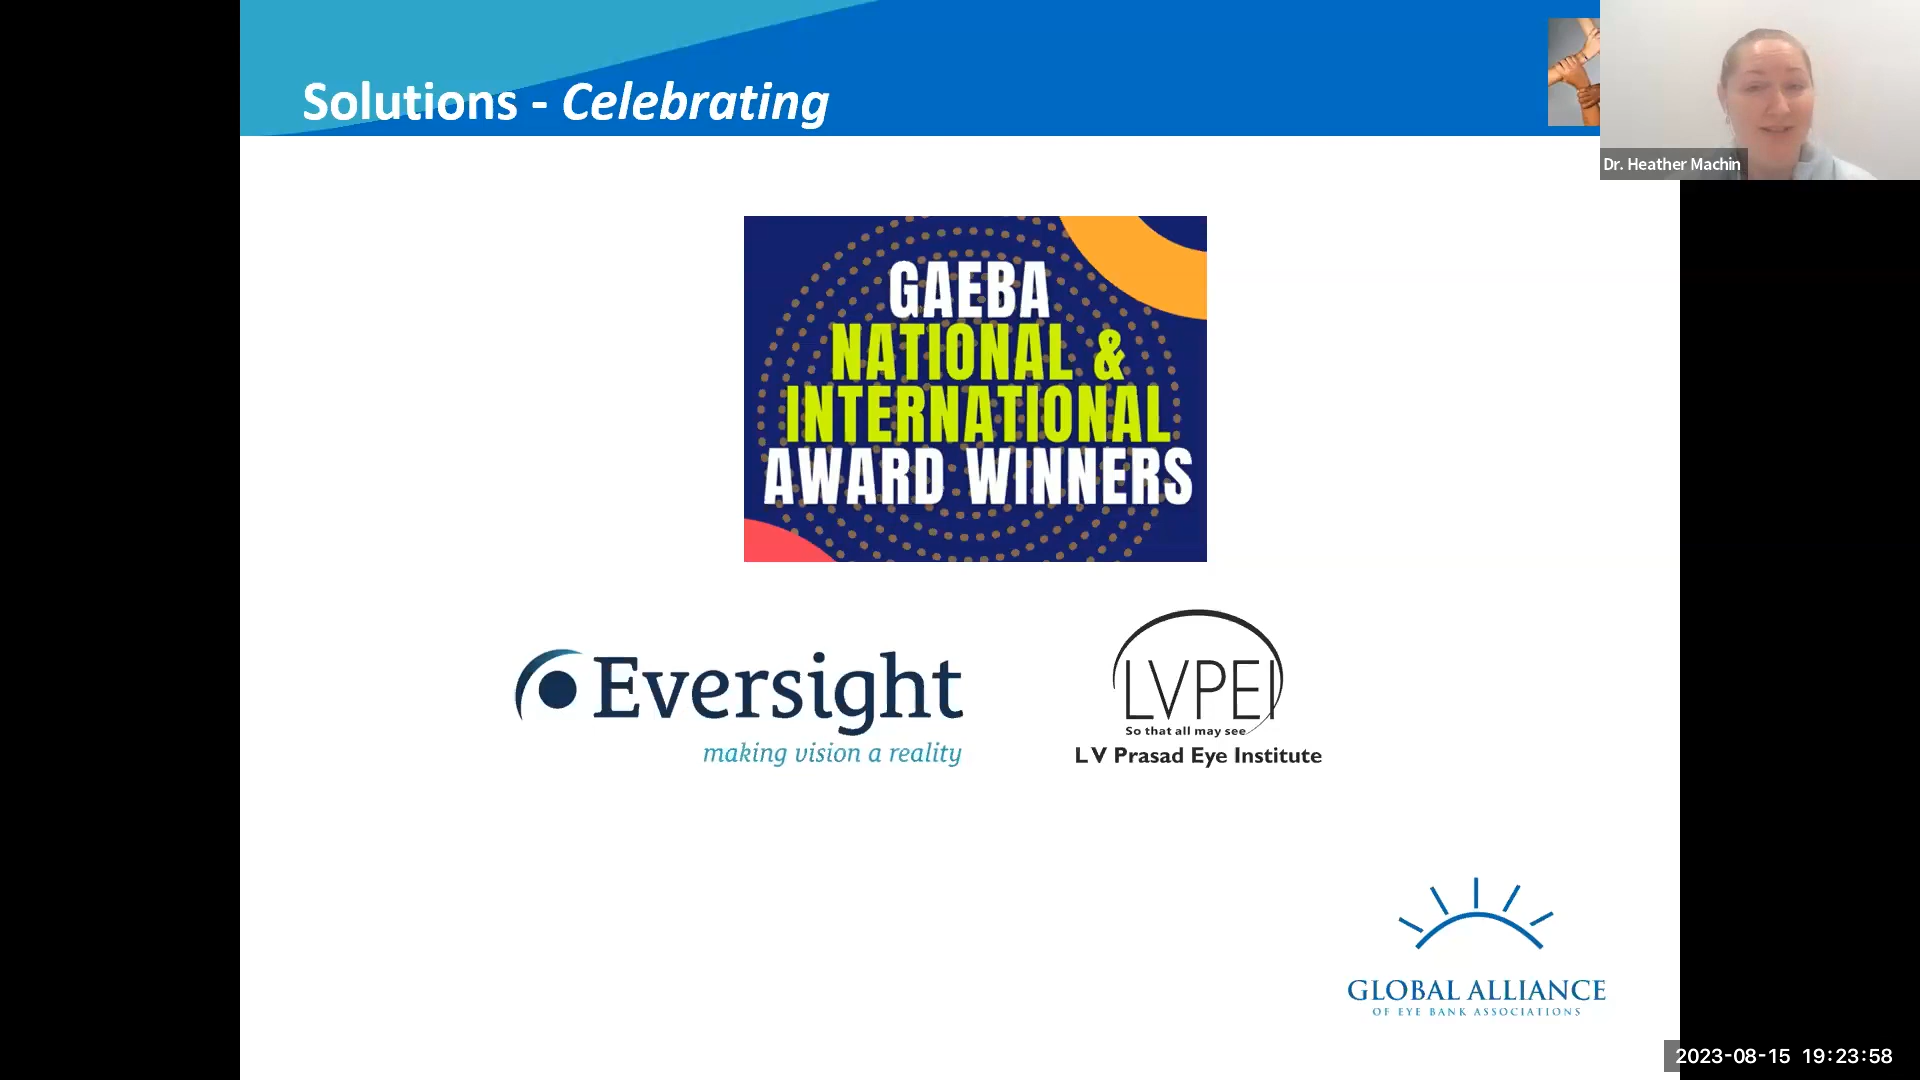 Solutions - Celebrating
Dr. Heather Machin
GAEBA
NATIONAL &
INTERNATIONAL
AWARD WINNERS
Eversight
making vision a reality
LVPEI
So that all may see
L V Prasad Eye Institute
GLOBAL ALLIANCE
OF EYE BANK ASSOCIATIONS
2023-08-15 19:23:58